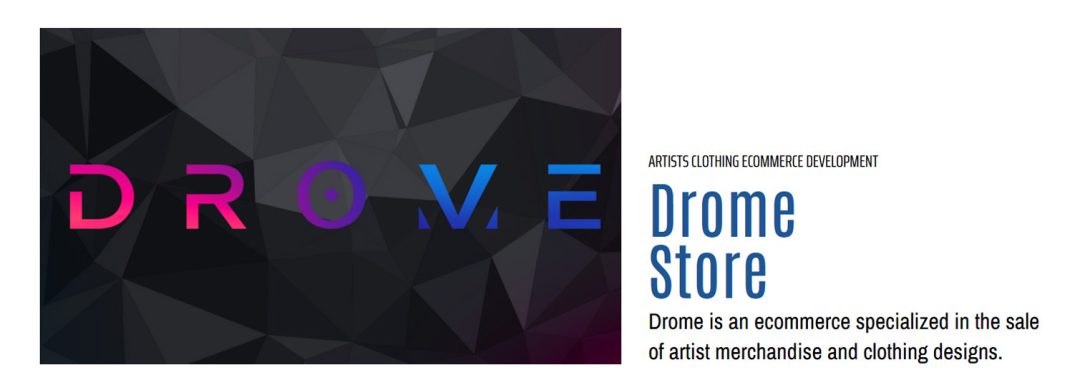 DROME
ARTISTS CLOTHING ECOMMERCE DEVELOPMENT
Drome
Store
Drome is an ecommerce specialized in the sale
of artist merchandise and clothing designs.